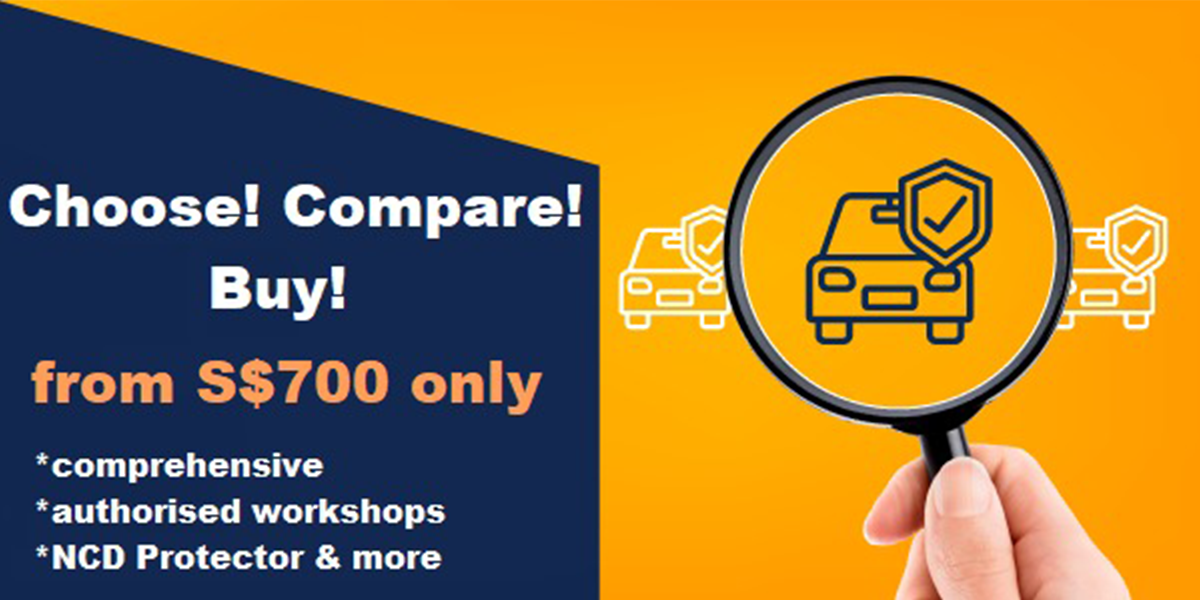 Choose! Compare!
Buy!
from S$700 only
*comprehensive
*authorised workshops
*NCD Protector & more